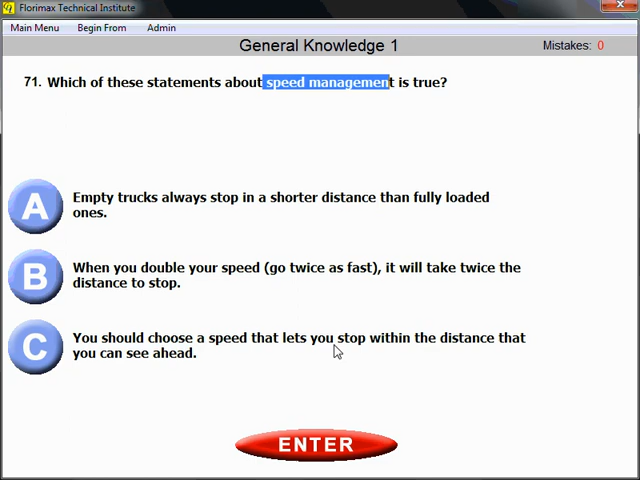 Florimax Technical Institute
Main Menu Begin From Admin
General Knowledge 1 Mistakes: 0
71. Which of these statements about speed management is true?
A Empty trucks always stop in a shorter distance than fully loaded
ones.
B When you double your speed (go twice as fast), it will take twice the
distance to stop.
C You should choose a speed that lets you stop within the distance that
you can see ahead.
ENTER